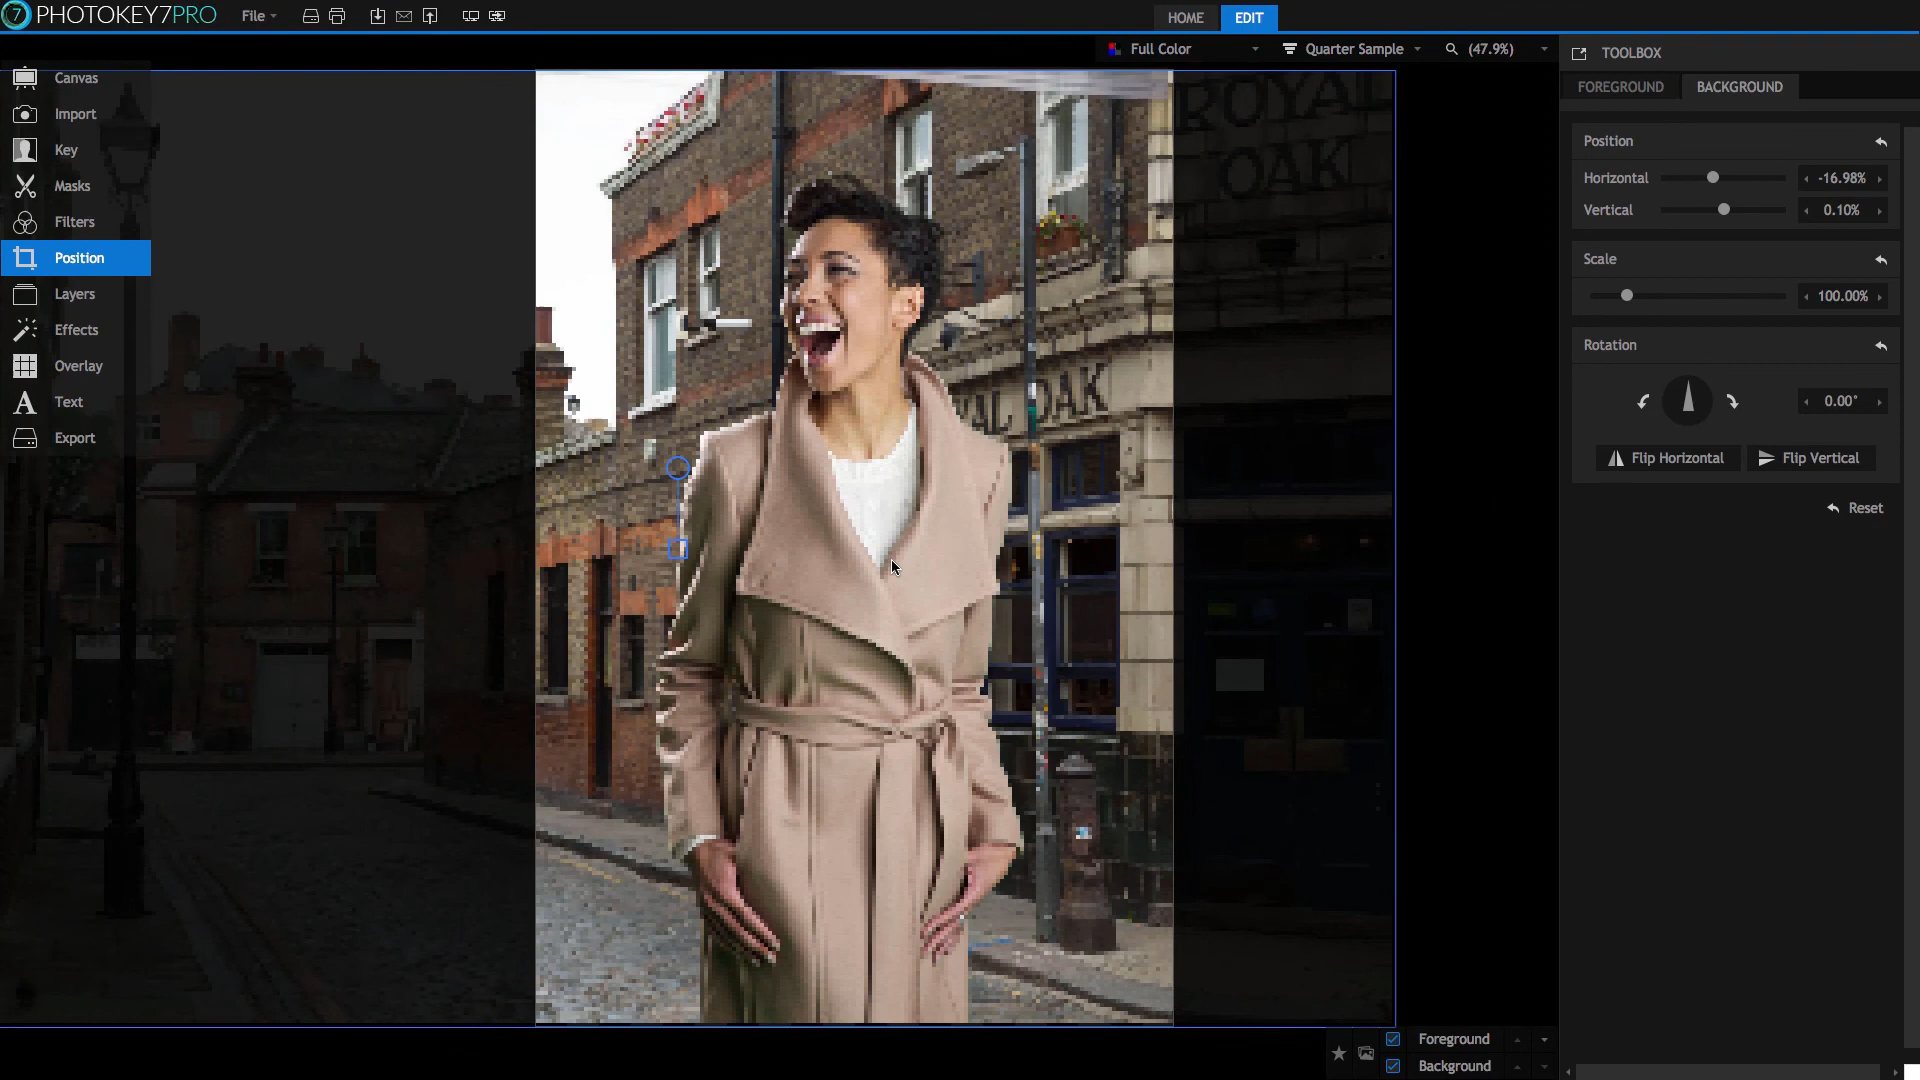 7 PHOTOKEY7PRO File HOME EDIT
Full Color Quarter Sample (47.9%) TOOLBOX
Canvas
Import
Key
Masks
Filters
Position
Layers
Effects
Overlay
Text
Export
ROYAL
OAK
AL OAK
FOREGROUND BACKGROUND
Position
Horizontal -16.98%
Vertical 0.10%
Scale
100.00%
Rotation
0.00°
Flip Horizontal Flip Vertical
Reset
Foreground
Background